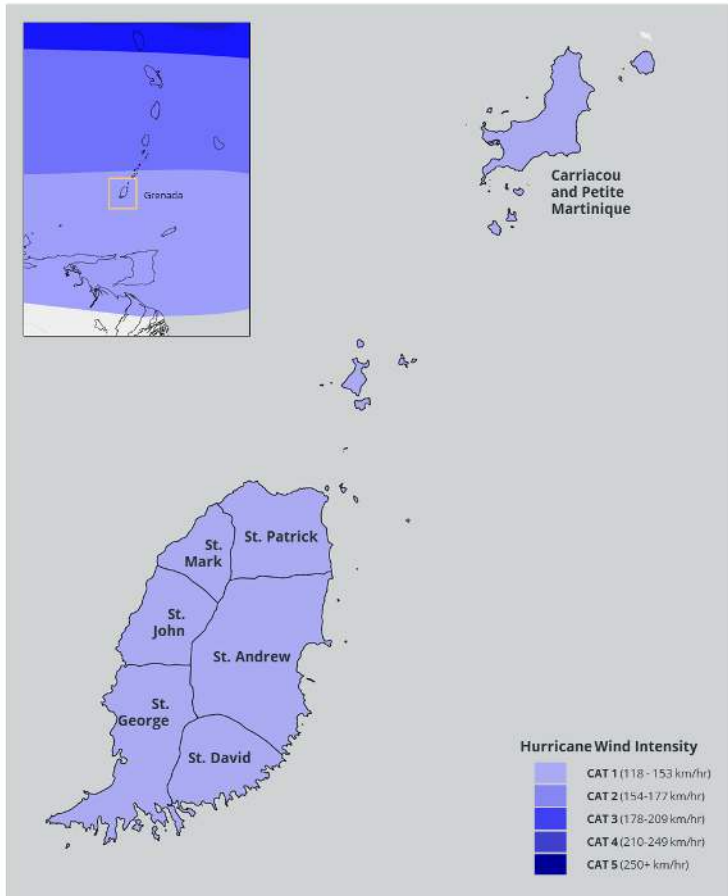 Grenada
Carriacou
and Petite
Martinique
St. Patrick
St.
Mark
St.
John
St. Andrew
St.
George
St. David
Hurricane Wind Intensity
CAT 1 (118 - 153 km/hr)
CAT 2 (154-177 km/hr)
CAT 3 (178-209 km/hr)
CAT 4 (210-249 km/hr)
CAT 5 (250+ km/hr)